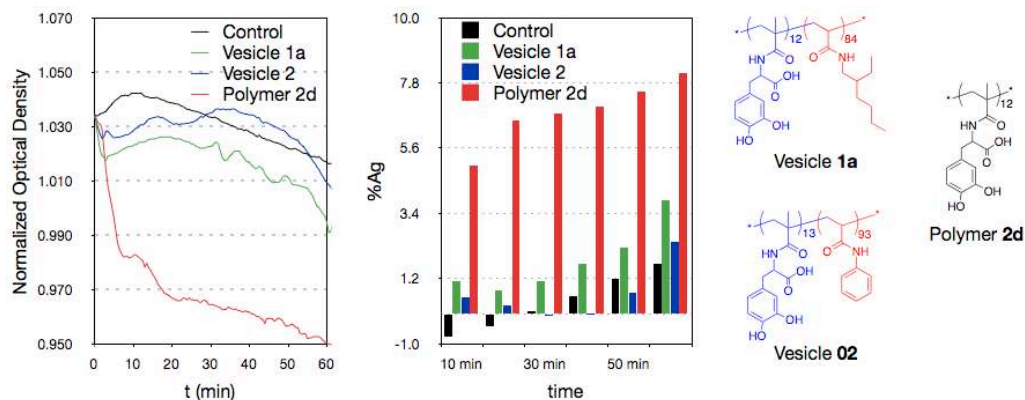 Normalized Optical Density
1.070
1.050
1.030
1.010
0.990
0.970
0.950
0
10
20
30
40
50
60
t (min)
Control
Vesicle 1a
Vesicle 2
Polymer 2d
%Ag
10.0
7.8
5.6
3.4
1.2
-1.0
10 min
30 min
50 min
time
Control
Vesicle 1a
Vesicle 2
Polymer 2d
* 12 84 *
O O
NH NH
OH
O
HO OH
Vesicle 1a
* 13 93 *
O O
NH NH
OH
O
HO OH
Vesicle 02
* 12 *
O
NH
OH
O
HO OH
Polymer 2d